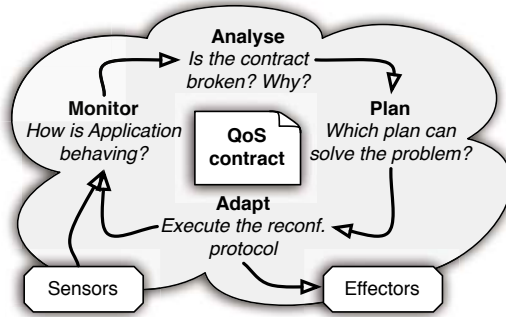 Analyse
Is the contract
broken? Why?
Monitor
How is Application
behaving?
Plan
Which plan can
solve the problem?
QoS
contract
Adapt
Execute the reconf.
protocol
Sensors
Effectors